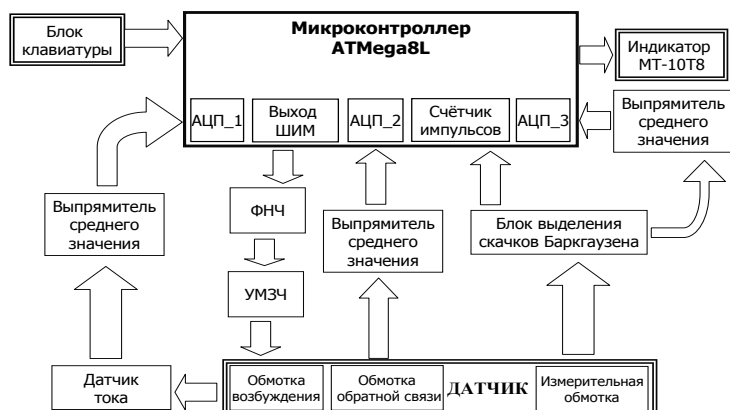 Блок
клавиатуры
Микроконтроллер
ATMega8L
Индикатор
МТ-10Т8
АЦП_1
Выход
ШИМ
АЦП_2
Счётчик
импульсов
АЦП_3
Выпрямитель
среднего
значения
Выпрямитель
среднего
значения
ФНЧ
Выпрямитель
среднего
значения
Блок выделения
скачков Баркгаузена
УМЗЧ
Датчик
тока
Обмотка
возбуждения
Обмотка
обратной связи
ДАТЧИК
Измерительная
обмотка